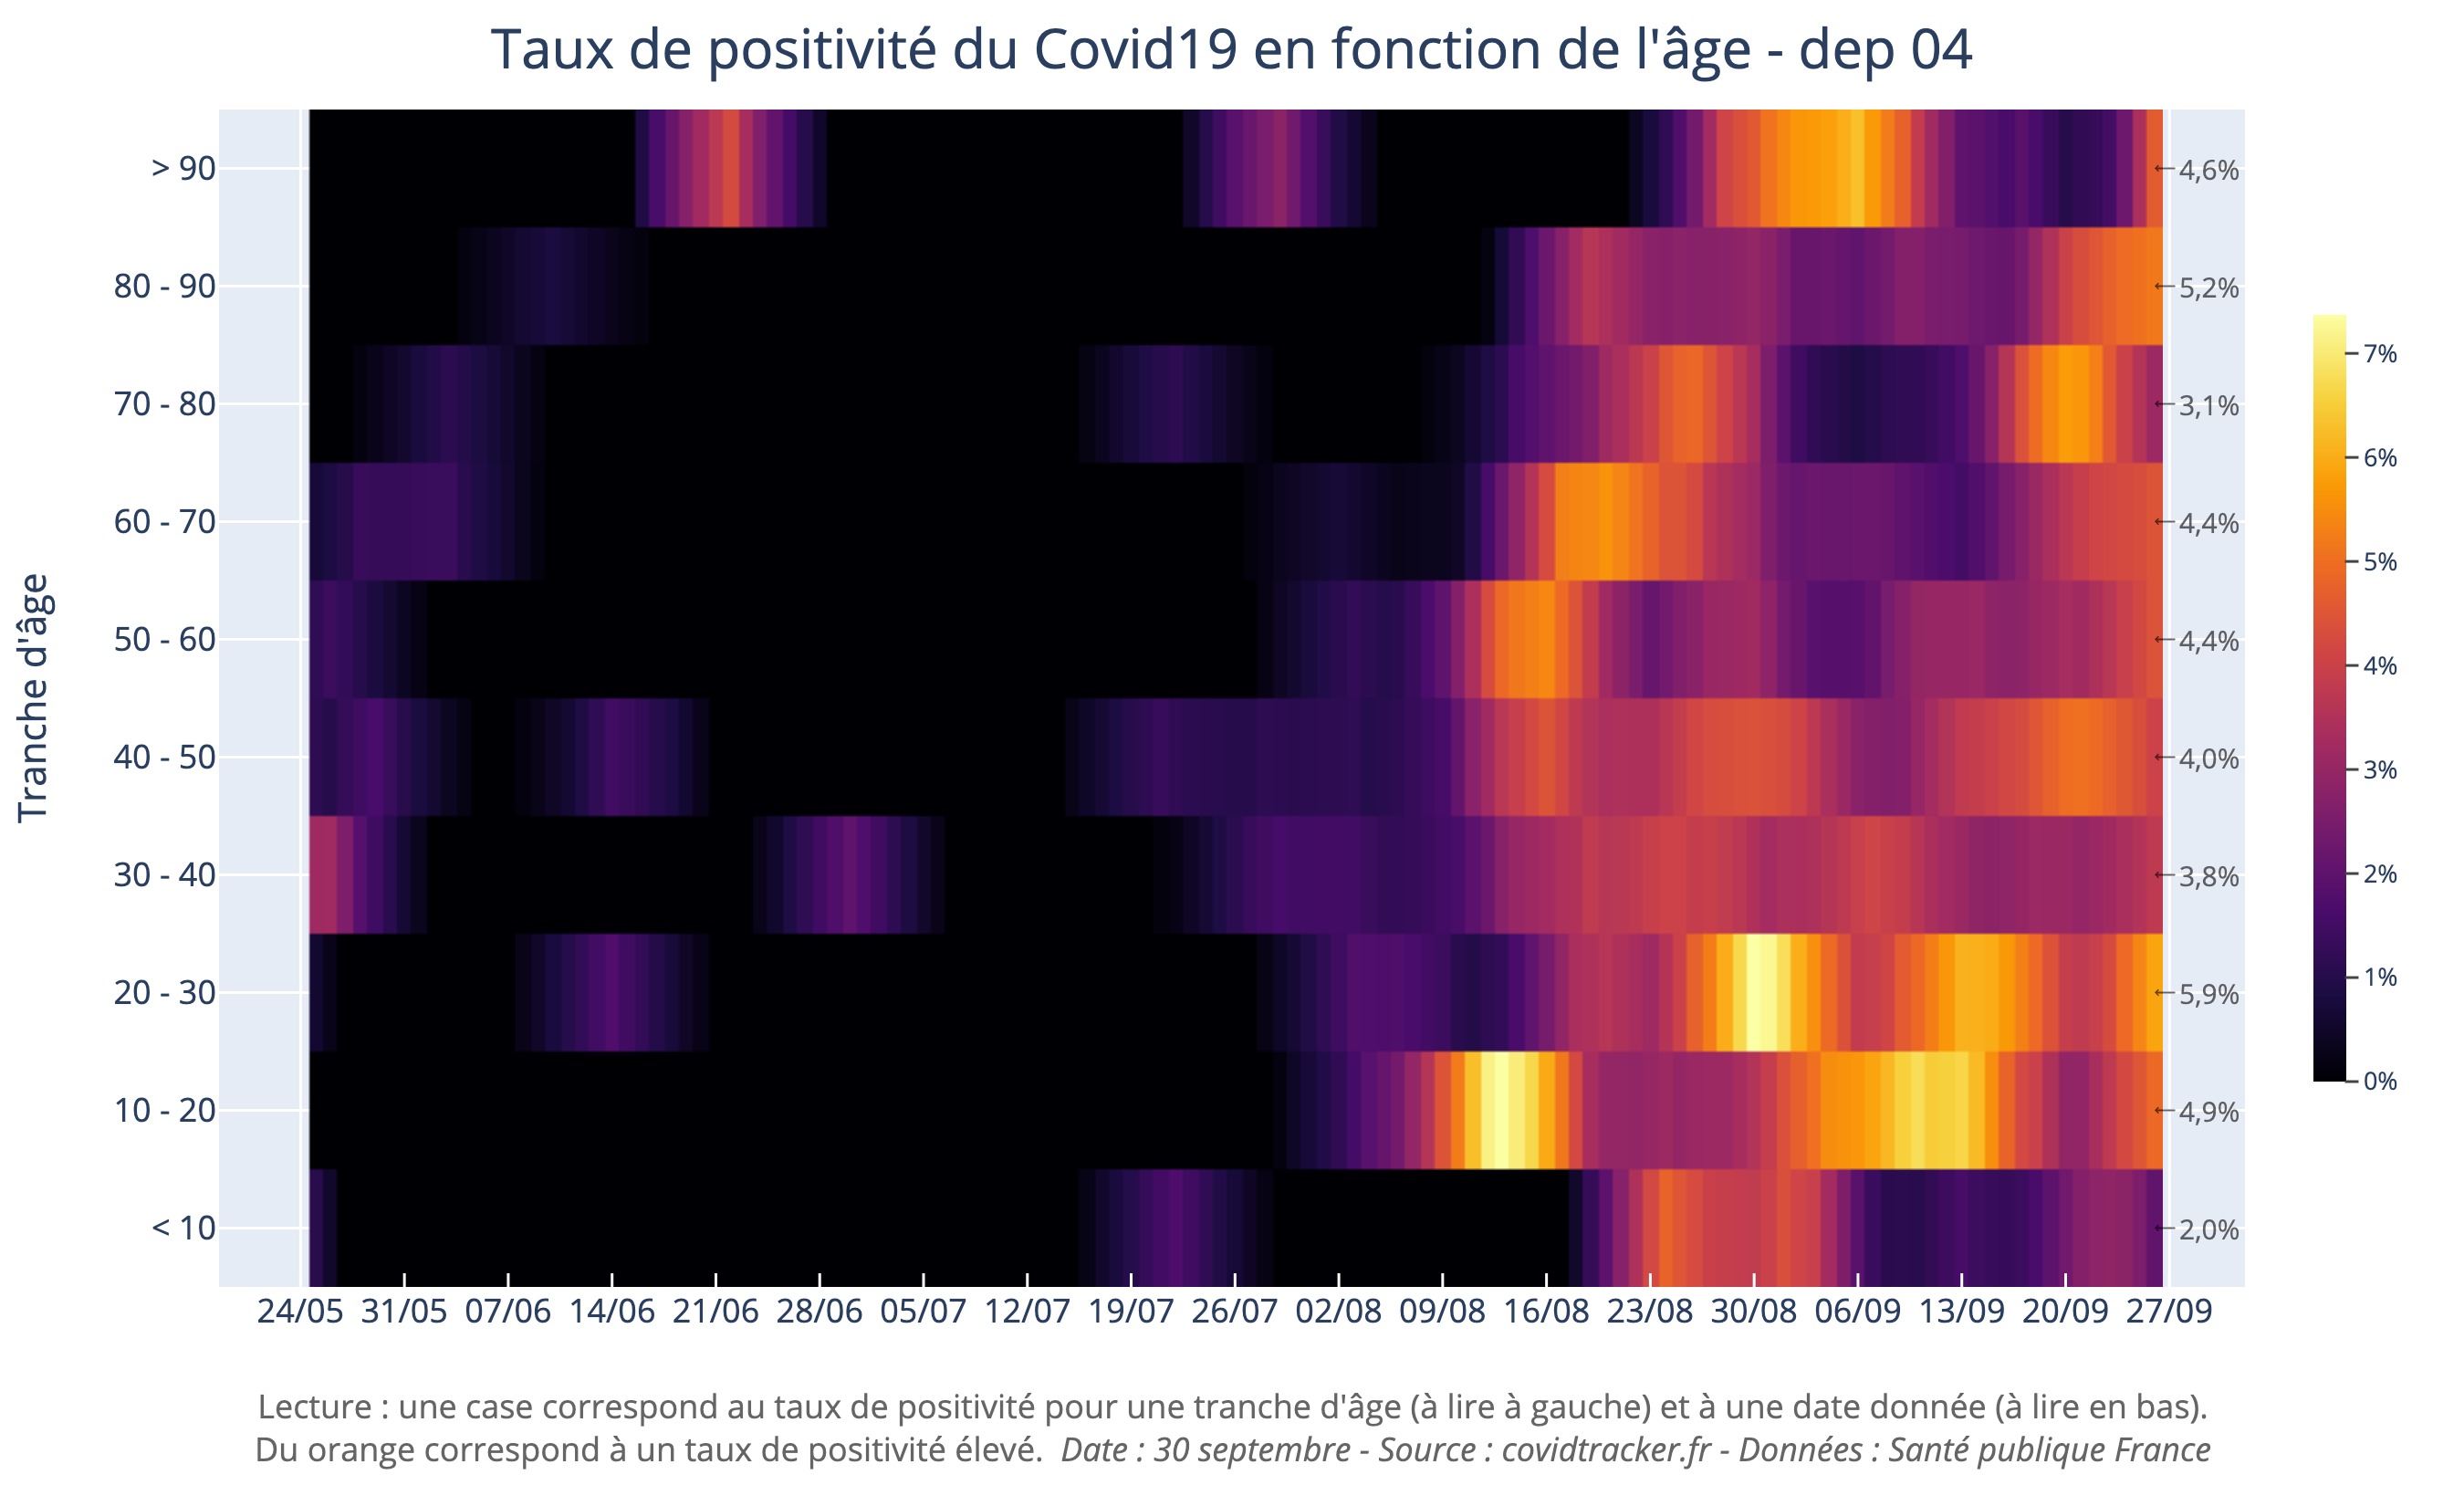 Taux de positivité du Covid19 en fonction de l'âge - dep 04
Tranche d'âge
> 90
80 - 90
70 - 80
60 - 70
50 - 60
40 - 50
30 - 40
20 - 30
10 - 20
< 10
4,6%
5,2%
3,1%
4,4%
4,4%
4,0%
3,8%
5,9%
4,9%
2,0%
7%
6%
5%
4%
3%
2%
1%
0%
24/05 31/05 07/06 14/06 21/06 28/06 05/07 12/07 19/07 26/07 02/08 09/08 16/08 23/08 30/08 06/09 13/09 20/09 27/09
Lecture : une case correspond au taux de positivité pour une tranche d'âge (à lire à gauche) et à une date donnée (à lire en bas).
Du orange correspond à un taux de positivité élevé. Date : 30 septembre - Source : covidtracker.fr - Données : Santé publique France